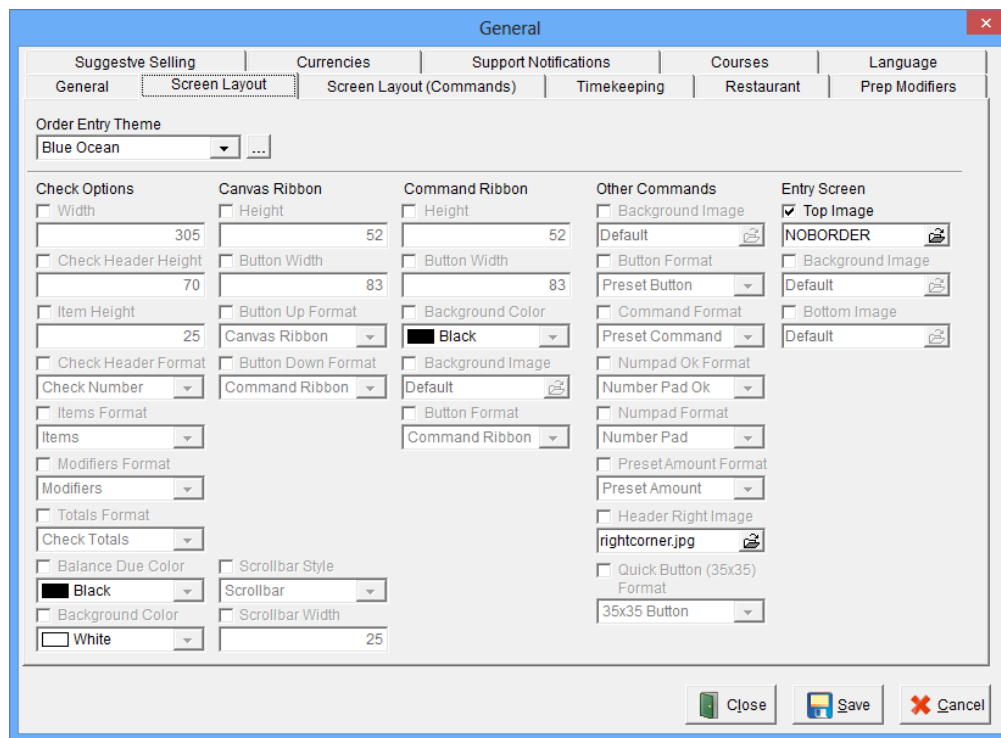 General
Suggestve Selling
Currencies
Support Notifications
Courses
Language
General
Screen Layout
Screen Layout (Commands)
Timekeeping
Restaurant
Prep Modifiers
Order Entry Theme
Blue Ocean
...
Check Options
Width
305
Check Header Height
70
Item Height
25
Check Header Format
Check Number
Items Format
Items
Modifiers Format
Modifiers
Totals Format
Check Totals
Balance Due Color
Black
Background Color
White
Canvas Ribbon
Height
52
Button Width
83
Button Up Format
Canvas Ribbon
Button Down Format
Command Ribbon
Scrollbar Style
Scrollbar
Scrollbar Width
25
Command Ribbon
Height
52
Button Width
83
Background Color
Black
Background Image
Default
Button Format
Command Ribbon
Other Commands
Background Image
Default
Button Format
Preset Button
Command Format
Preset Command
Numpad Ok Format
Number Pad Ok
Numpad Format
Number Pad
Preset Amount Format
Preset Amount
Header Right Image
rightcorner.jpg
Quick Button (35x35)
Format
35x35 Button
Entry Screen
Top Image
NOBORDER
Background Image
Default
Bottom Image
Default
Close
Save
Cancel